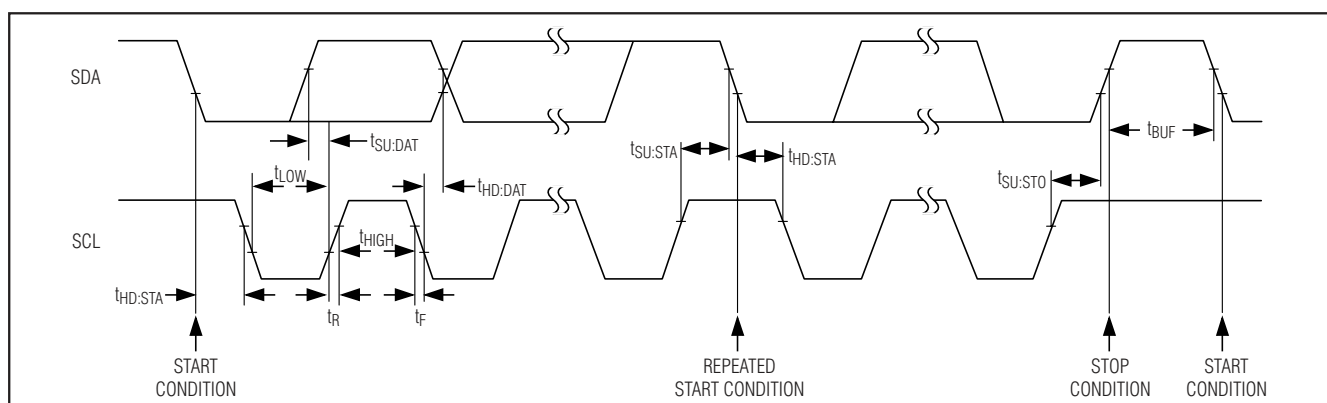 SDA
tSU:DAT
tLOW
tHD:DAT
tSU:STA
tHD:STA
tBUF
tSU:STO
SCL
tHIGH
tHD:STA
tR
tF
START
CONDITION
REPEATED
START CONDITION
STOP
CONDITION
START
CONDITION